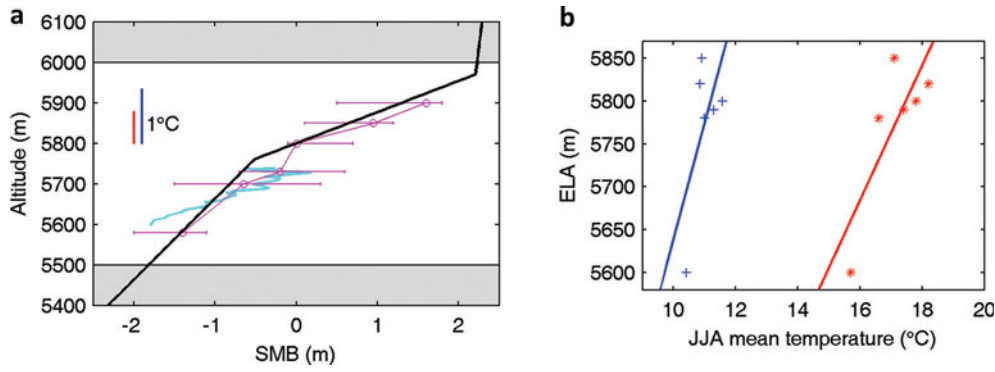 a
6100
6000
5900
5800
5700
5600
5500
5400
Altitude (m)
1°C
-2 -1 0 1 2
SMB (m)
b
5850
5800
5750
5700
5650
5600
ELA (m)
10 12 14 16 18 20
JJA mean temperature (°C)